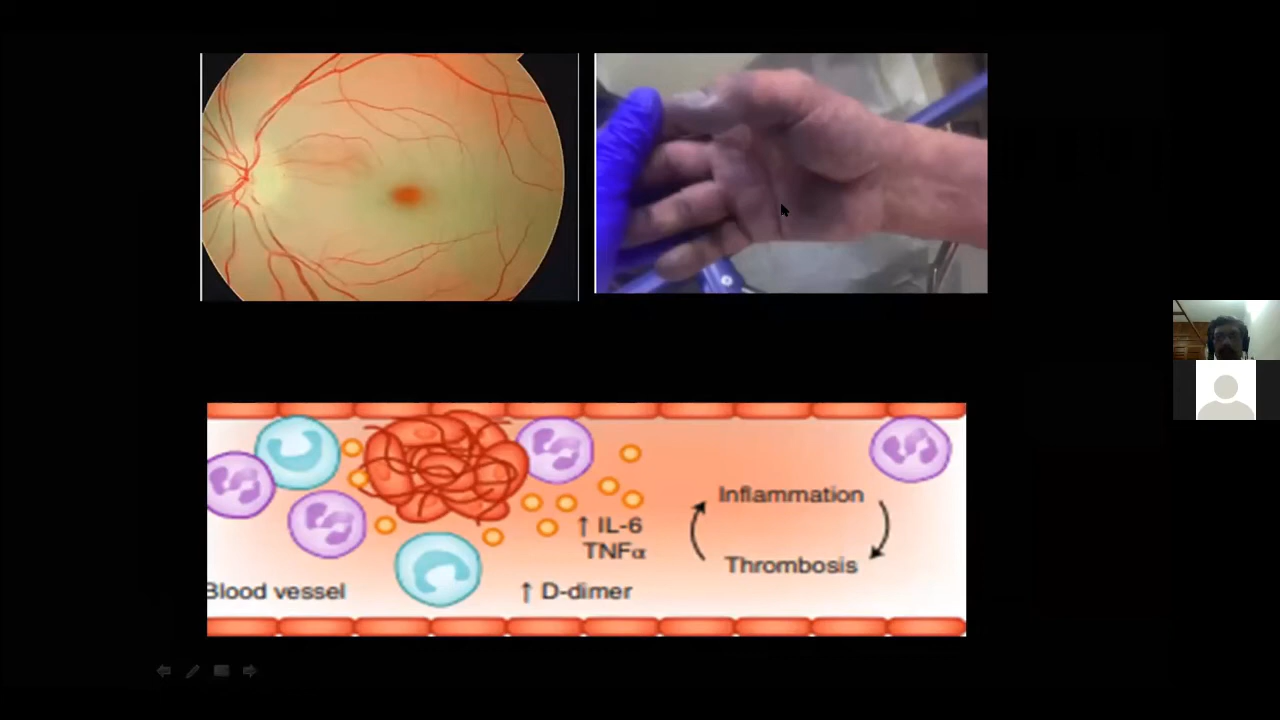 Inflammation
↑ IL-6
TNFα
Thrombosis
Blood vessel
↑ D-dimer